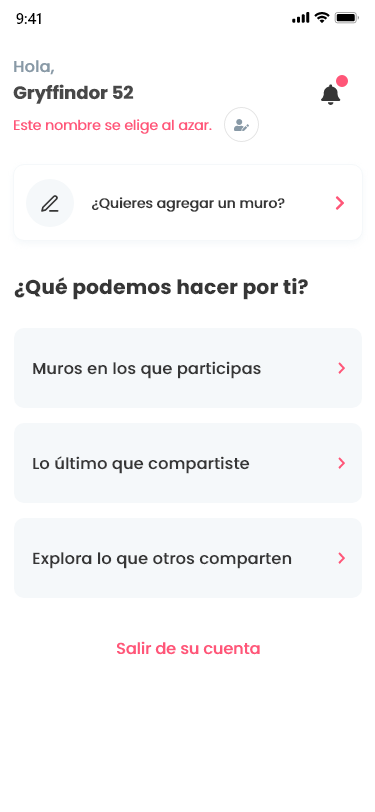 9:41
Hola,
Gryffindor 52
Este nombre se elige al azar.
¿Quieres agregar un muro?
¿Qué podemos hacer por ti?
Muros en los que participas
Lo último que compartiste
Explora lo que otros comparten
Salir de su cuenta